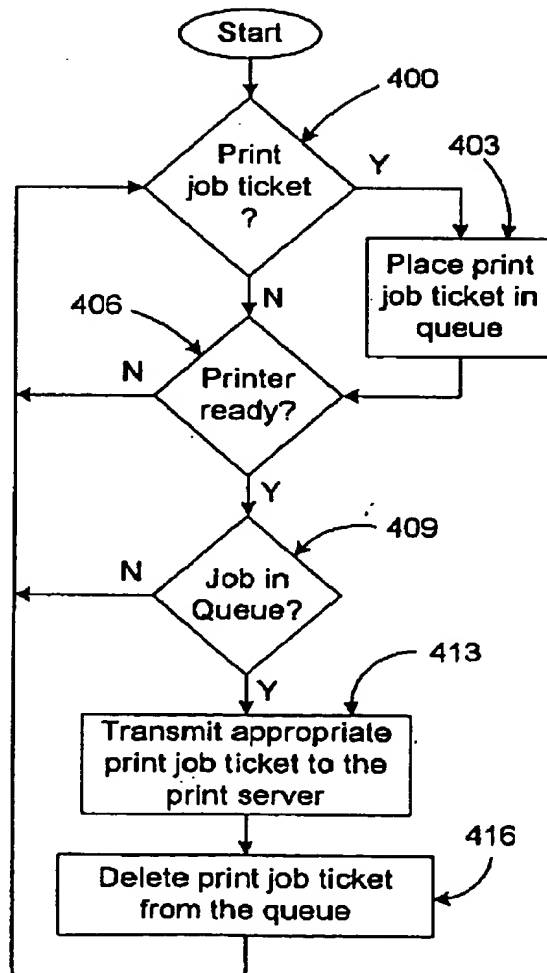 Start
400
Print
job ticket
?
Y
403
Place print
job ticket in
queue
N
406
N
Printer
ready?
Y
409
N
Job in
Queue?
Y
413
Transmit appropriate
print job ticket to the
print server
416
Delete print job ticket
from the queue